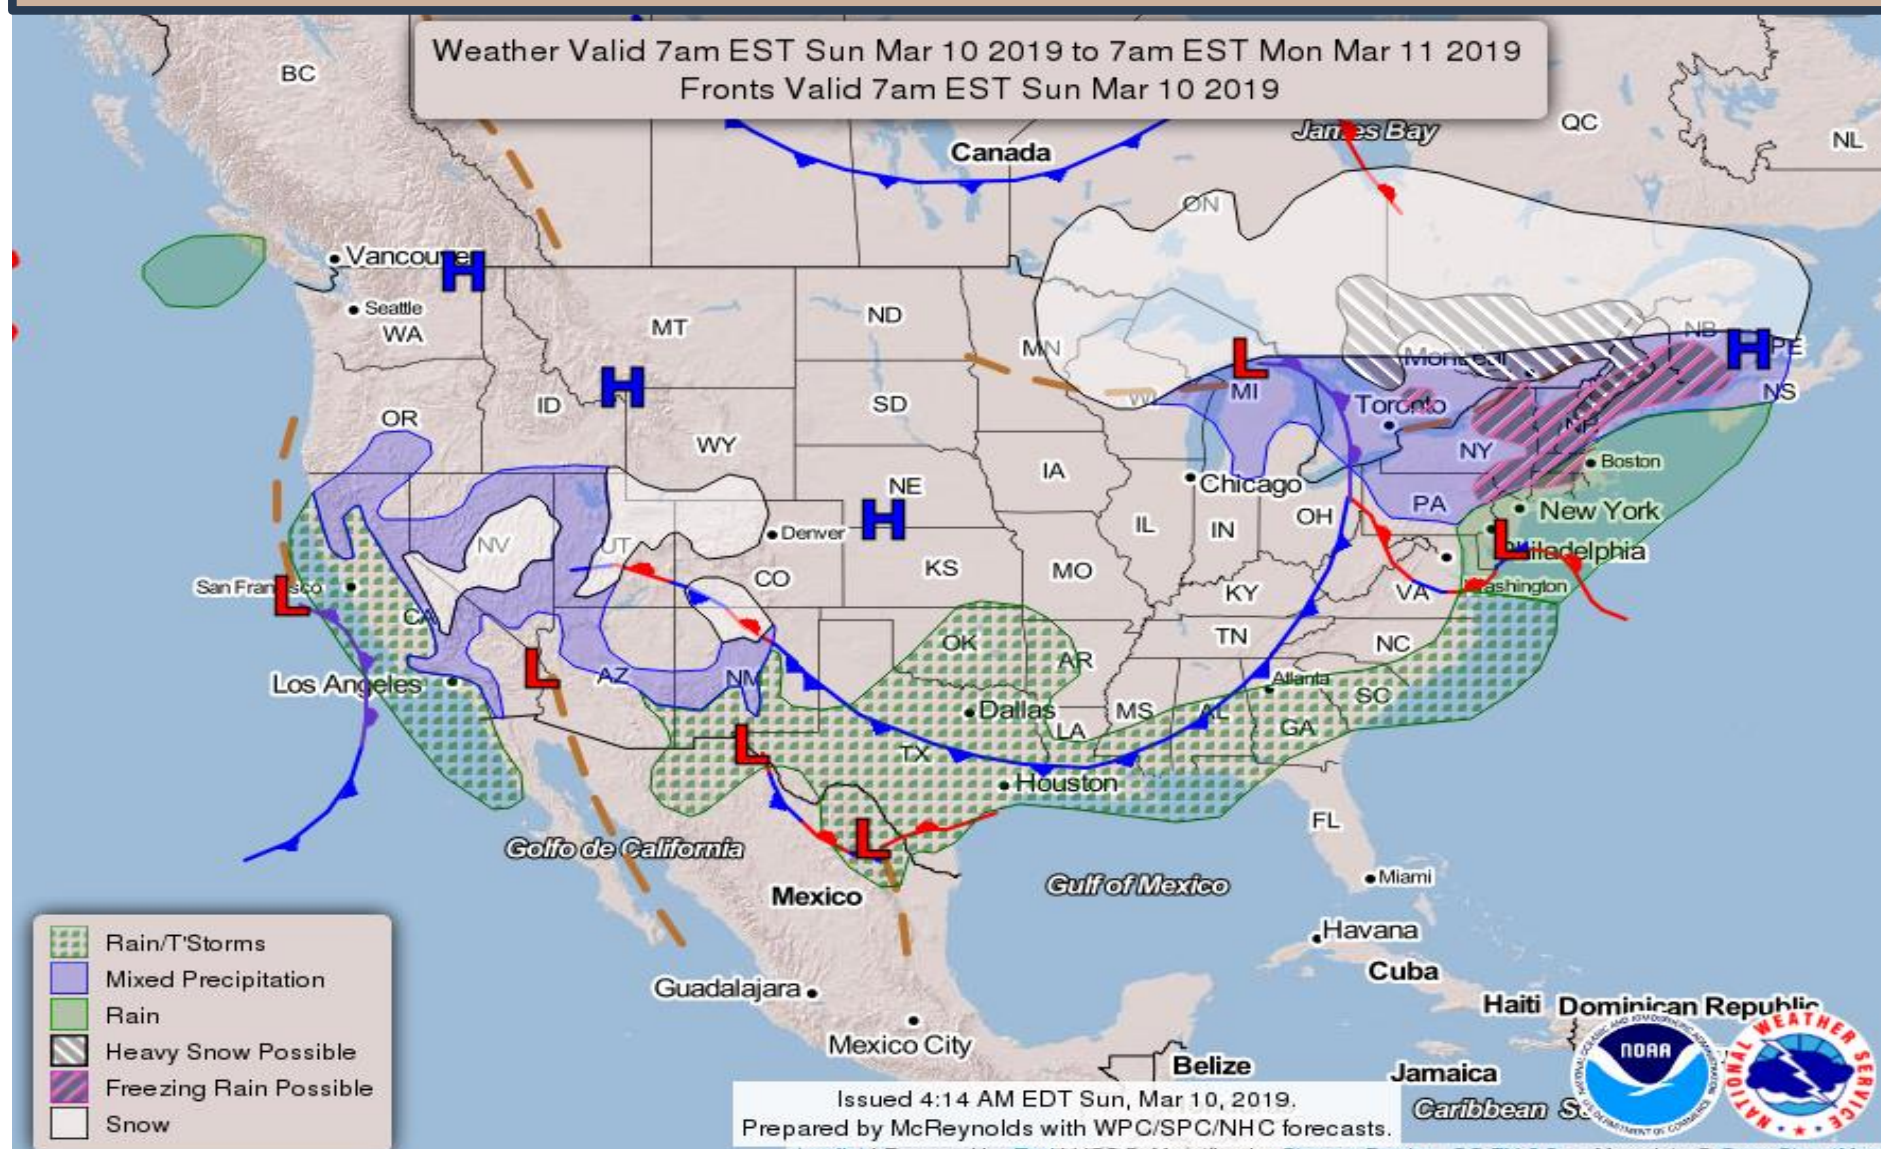 Weather Valid 7am EST Sun Mar 10 2019 to 7am EST Mon Mar 11 2019
Fronts Valid 7am EST Sun Mar 10 2019
BC
Canada
James Bay
QC
NL
ON
Vancouver
H
Seattle
WA
MT
ND
MN
L
Montreal
NB
H
PE
H
ID
OR
SD
WI
MI
Toronto
NS
NH
WY
NE
IA
NY
Boston
Chicago
PA
New York
H
Denver
IL
IN
OH
L
Philadelphia
NV
UT
CO
KS
MO
KY
VA
Washington
San Francisco
L
CA
OK
TN
NC
AR
L
AZ
NM
Los Angeles
Dallas
MS
AL
Atlanta
SC
GA
LA
L
TX
Houston
FL
L
Golfo de California
Mexico
Gulf of Mexico
Miami
Havana
Cuba
Guadalajara
Mexico City
Belize
Haiti
Dominican Republic
Jamaica
Caribbean
Rain/T'Storms
Mixed Precipitation
Rain
Heavy Snow Possible
Freezing Rain Possible
Snow
Issued 4:14 AM EDT Sun, Mar 10, 2019.
Prepared by McReynolds with WPC/SPC/NHC forecasts.
NOAA
NATIONAL WEATHER SERVICE